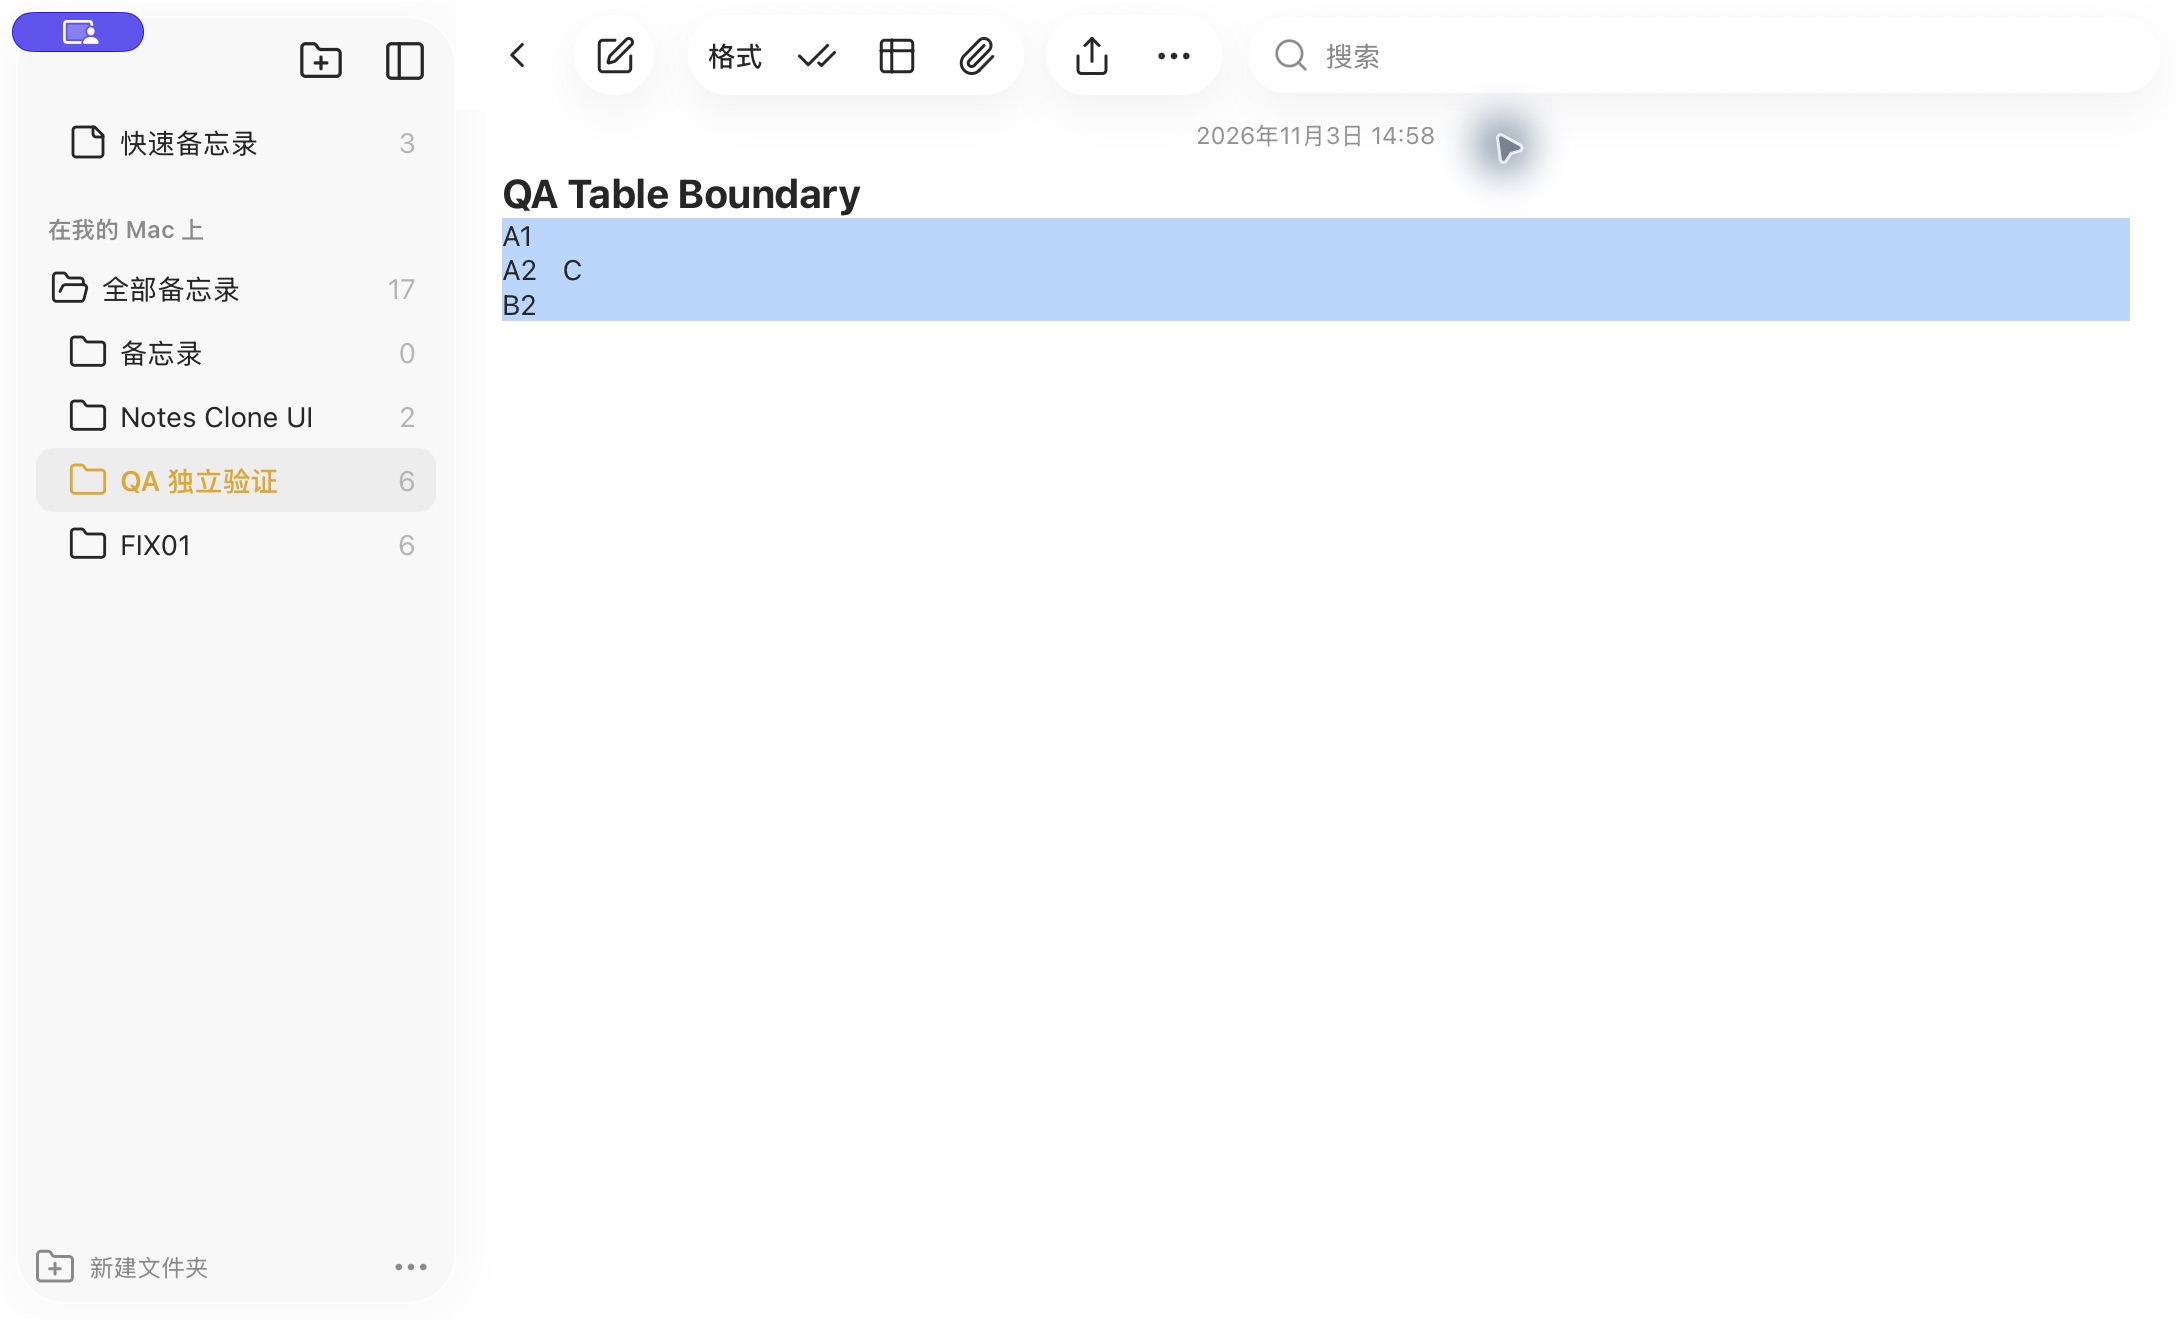 格式
搜索
快速备忘录 3
在我的 Mac 上
全部备忘录 17
备忘录 0
Notes Clone UI 2
QA 独立验证 6
FIX01 6
新建文件夹
2026年11月3日 14:58
QA Table Boundary
A1
A2 C
B2